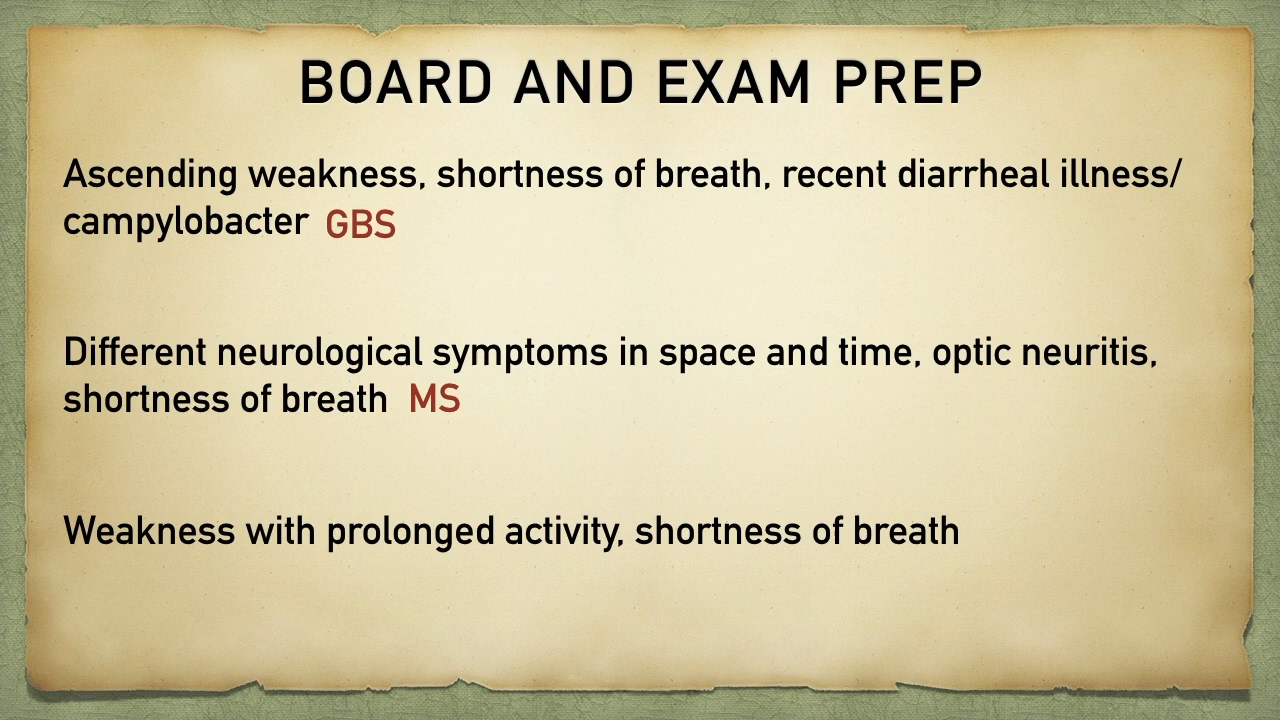 BOARD AND EXAM PREP
Ascending weakness, shortness of breath, recent diarrheal illness/
campylobacter GBS
Different neurological symptoms in space and time, optic neuritis,
shortness of breath MS
Weakness with prolonged activity, shortness of breath